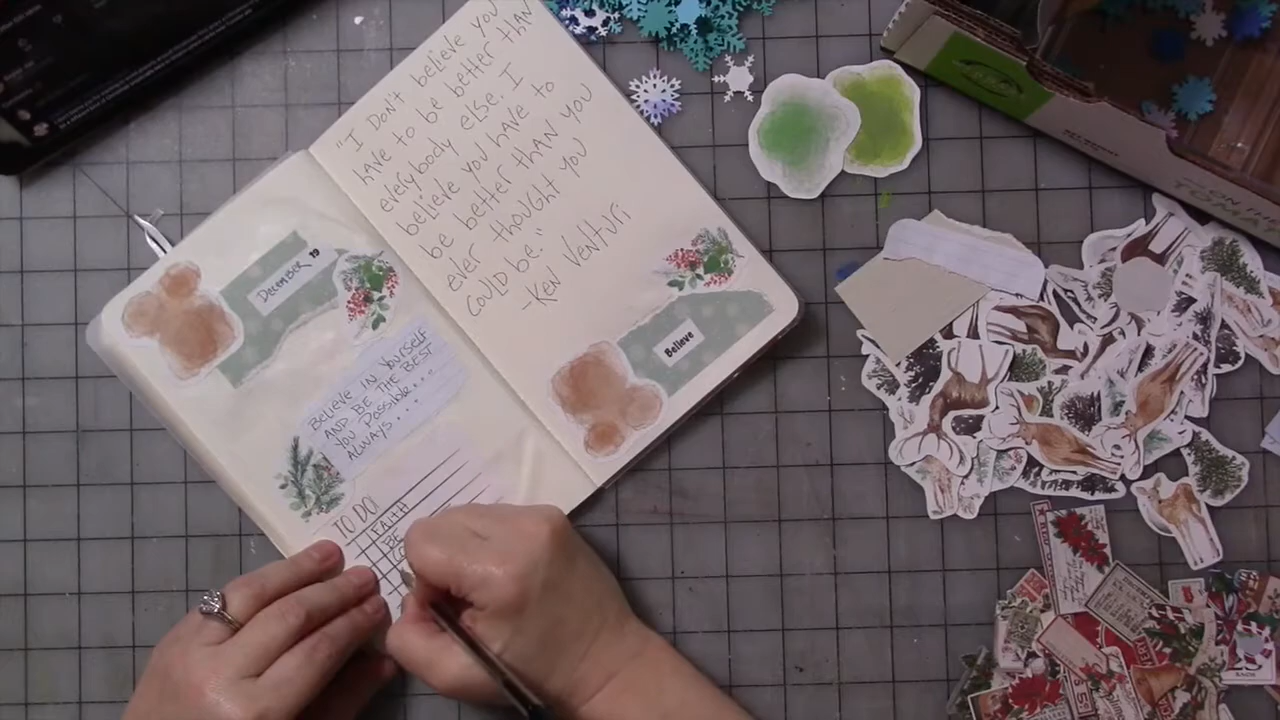 December 19
BELIEVE IN YOURSELF
AND BE THE BEST
YOU POSSIBLE....
ALWAYS...
TO DO
FAITH
BE
"I DON'T believe you
have to be better than
everybody else. I
believe you have to
be better than you
ever thought you
could be."
-Ken Venturi
Believe